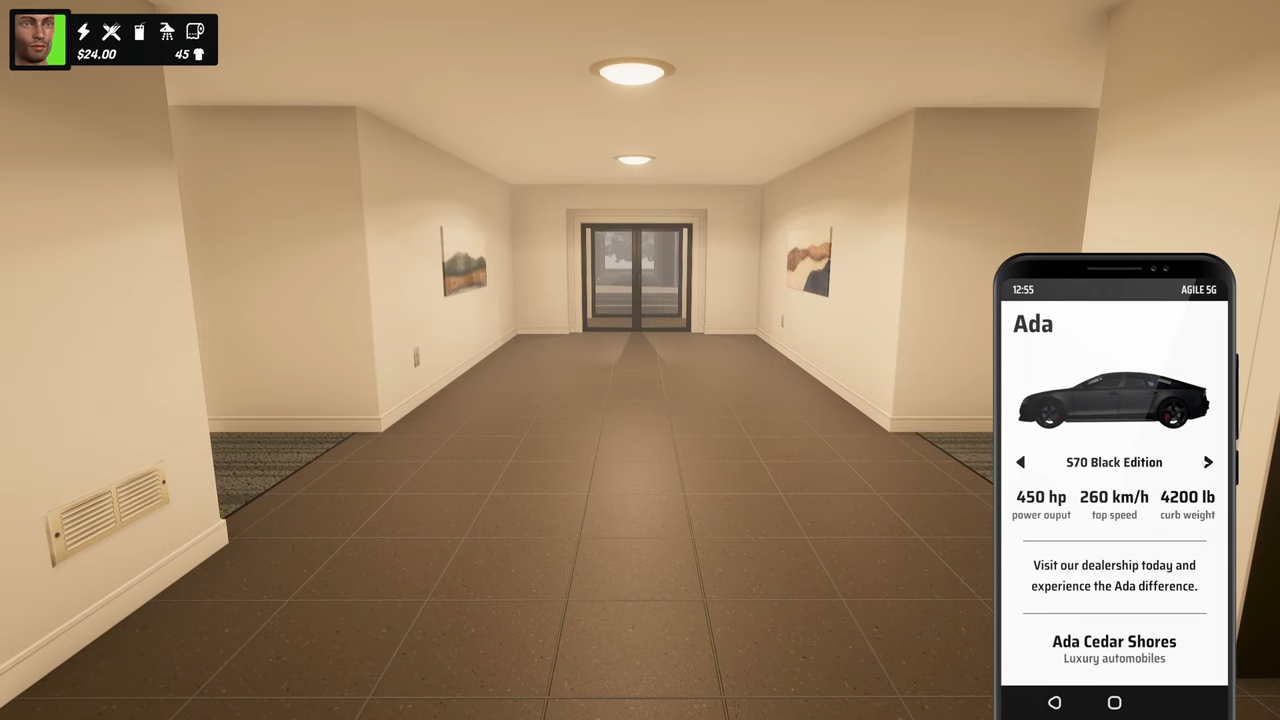 $24.00
45
12:55
AGILE 5G
Ada
S70 Black Edition
450 hp
260 km/h
4200 lb
power ouput
top speed
curb weight
Visit our dealership today and
experience the Ada difference.
Ada Cedar Shores
Luxury automobiles